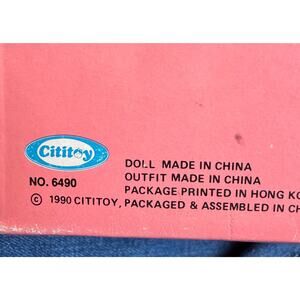 Cititoy
NO. 6490
DOLL MADE IN CHINA
OUTFIT MADE IN CHINA
PACKAGE PRINTED IN HONG KO
© 1990 CITITOY, PACKAGED & ASSEMBLED IN CH